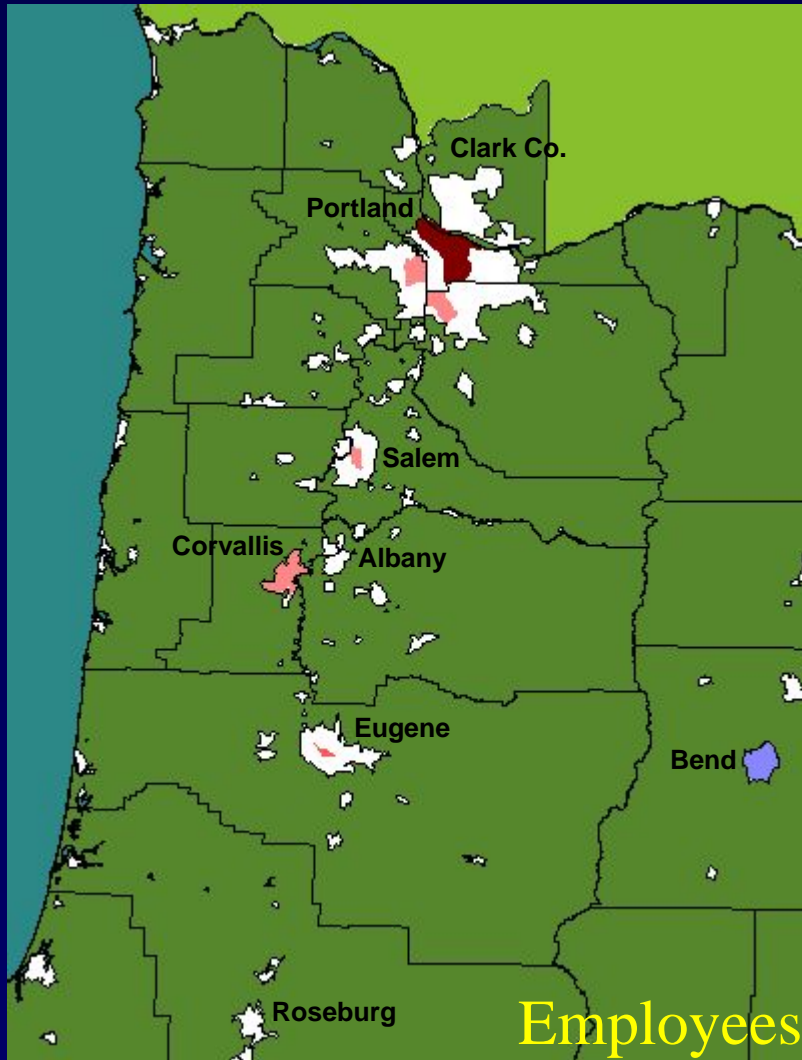 Clark Co.
Portland
Salem
Corvallis
Albany
Eugene
Bend
Roseburg
Employees